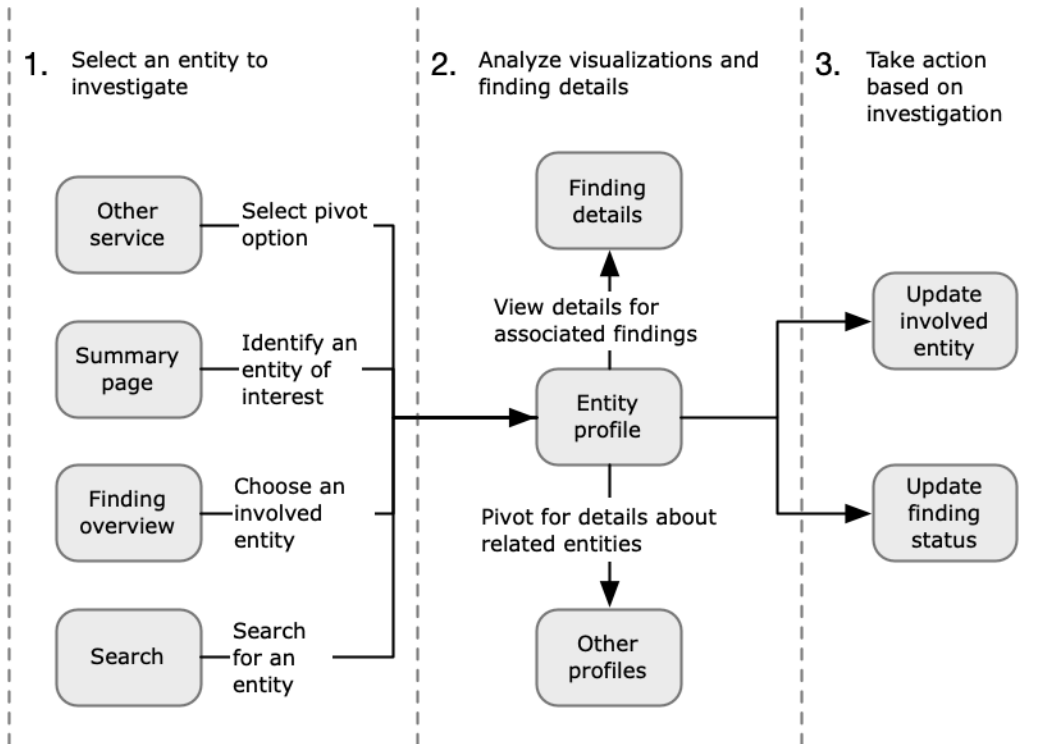 1. Select an entity to
investigate
2. Analyze visualizations and
finding details
3. Take action
based on
investigation
Other
service
Select pivot
option
Summary
page
Identify an
entity of
interest
Finding
overview
Choose an
involved
entity
Search
Search
for an
entity
Finding
details
View details for
associated findings
Entity
profile
Pivot for details about
related entities
Other
profiles
Update
involved
entity
Update
finding
status